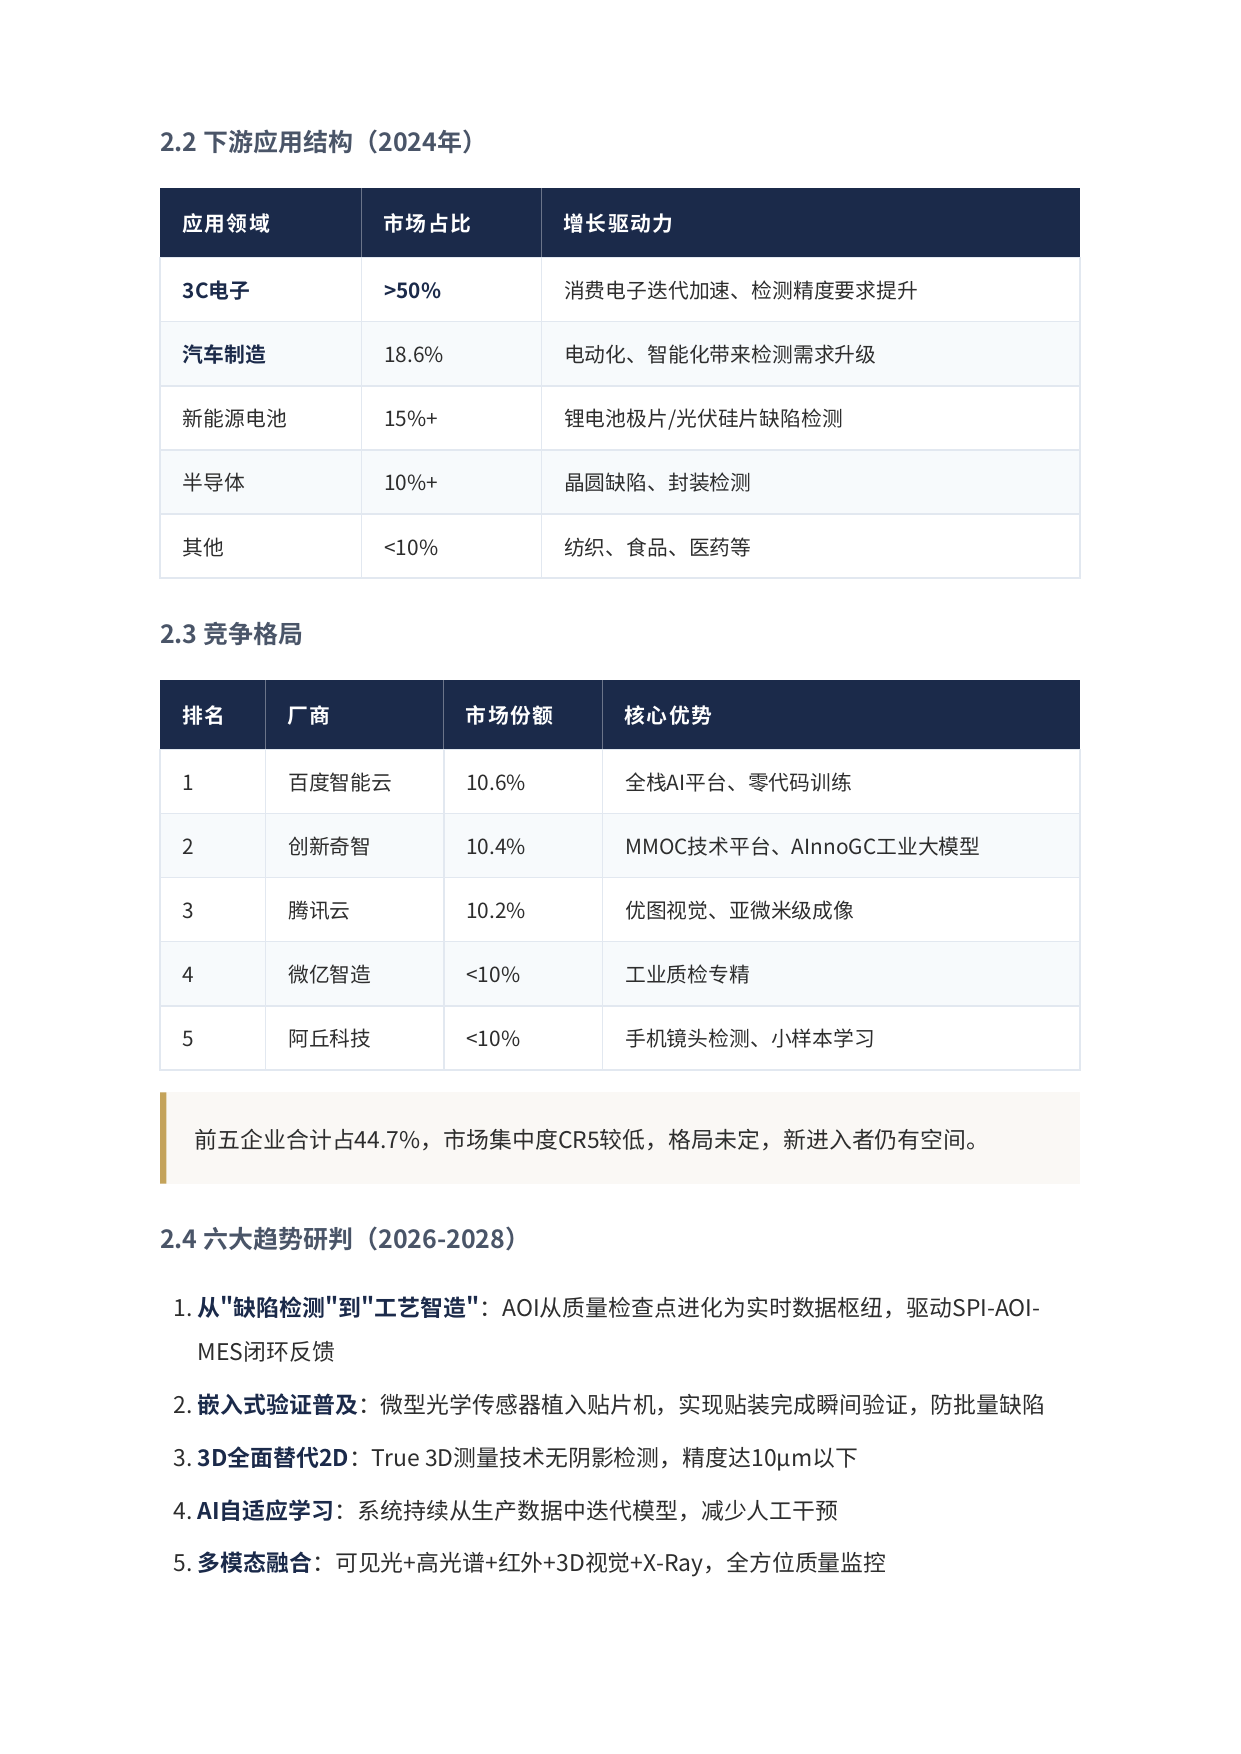 2.2 下游应用结构（2024年）
应用领域 市场占比 增长驱动力
3C电子 >50% 消费电子迭代加速、检测精度要求提升
汽车制造 18.6% 电动化、智能化带来检测需求升级
新能源电池 15%+ 锂电池极片/光伏硅片缺陷检测
半导体 10%+ 晶圆缺陷、封装检测
其他 <10% 纺织、食品、医药等
2.3 竞争格局
排名 厂商 市场份额 核心优势
1 百度智能云 10.6% 全栈AI平台、零代码训练
2 创新奇智 10.4% MMOC技术平台、AInnoGC工业大模型
3 腾讯云 10.2% 优图视觉、亚微米级成像
4 微亿智造 <10% 工业质检专精
5 阿丘科技 <10% 手机镜头检测、小样本学习
前五企业合计占44.7%，市场集中度CR5较低，格局未定，新进入者仍有空间。
2.4 六大趋势研判（2026-2028）
1. 从"缺陷检测"到"工艺智造"：AOI从质量检查点进化为实时数据枢纽，驱动SPI-AOI-
MES闭环反馈
2. 嵌入式验证普及：微型光学传感器植入贴片机，实现贴装完成瞬间验证，防批量缺陷
3. 3D全面替代2D：True 3D测量技术无阴影检测，精度达10μm以下
4. AI自适应学习：系统持续从生产数据中迭代模型，减少人工干预
5. 多模态融合：可见光+高光谱+红外+3D视觉+X-Ray，全方位质量监控